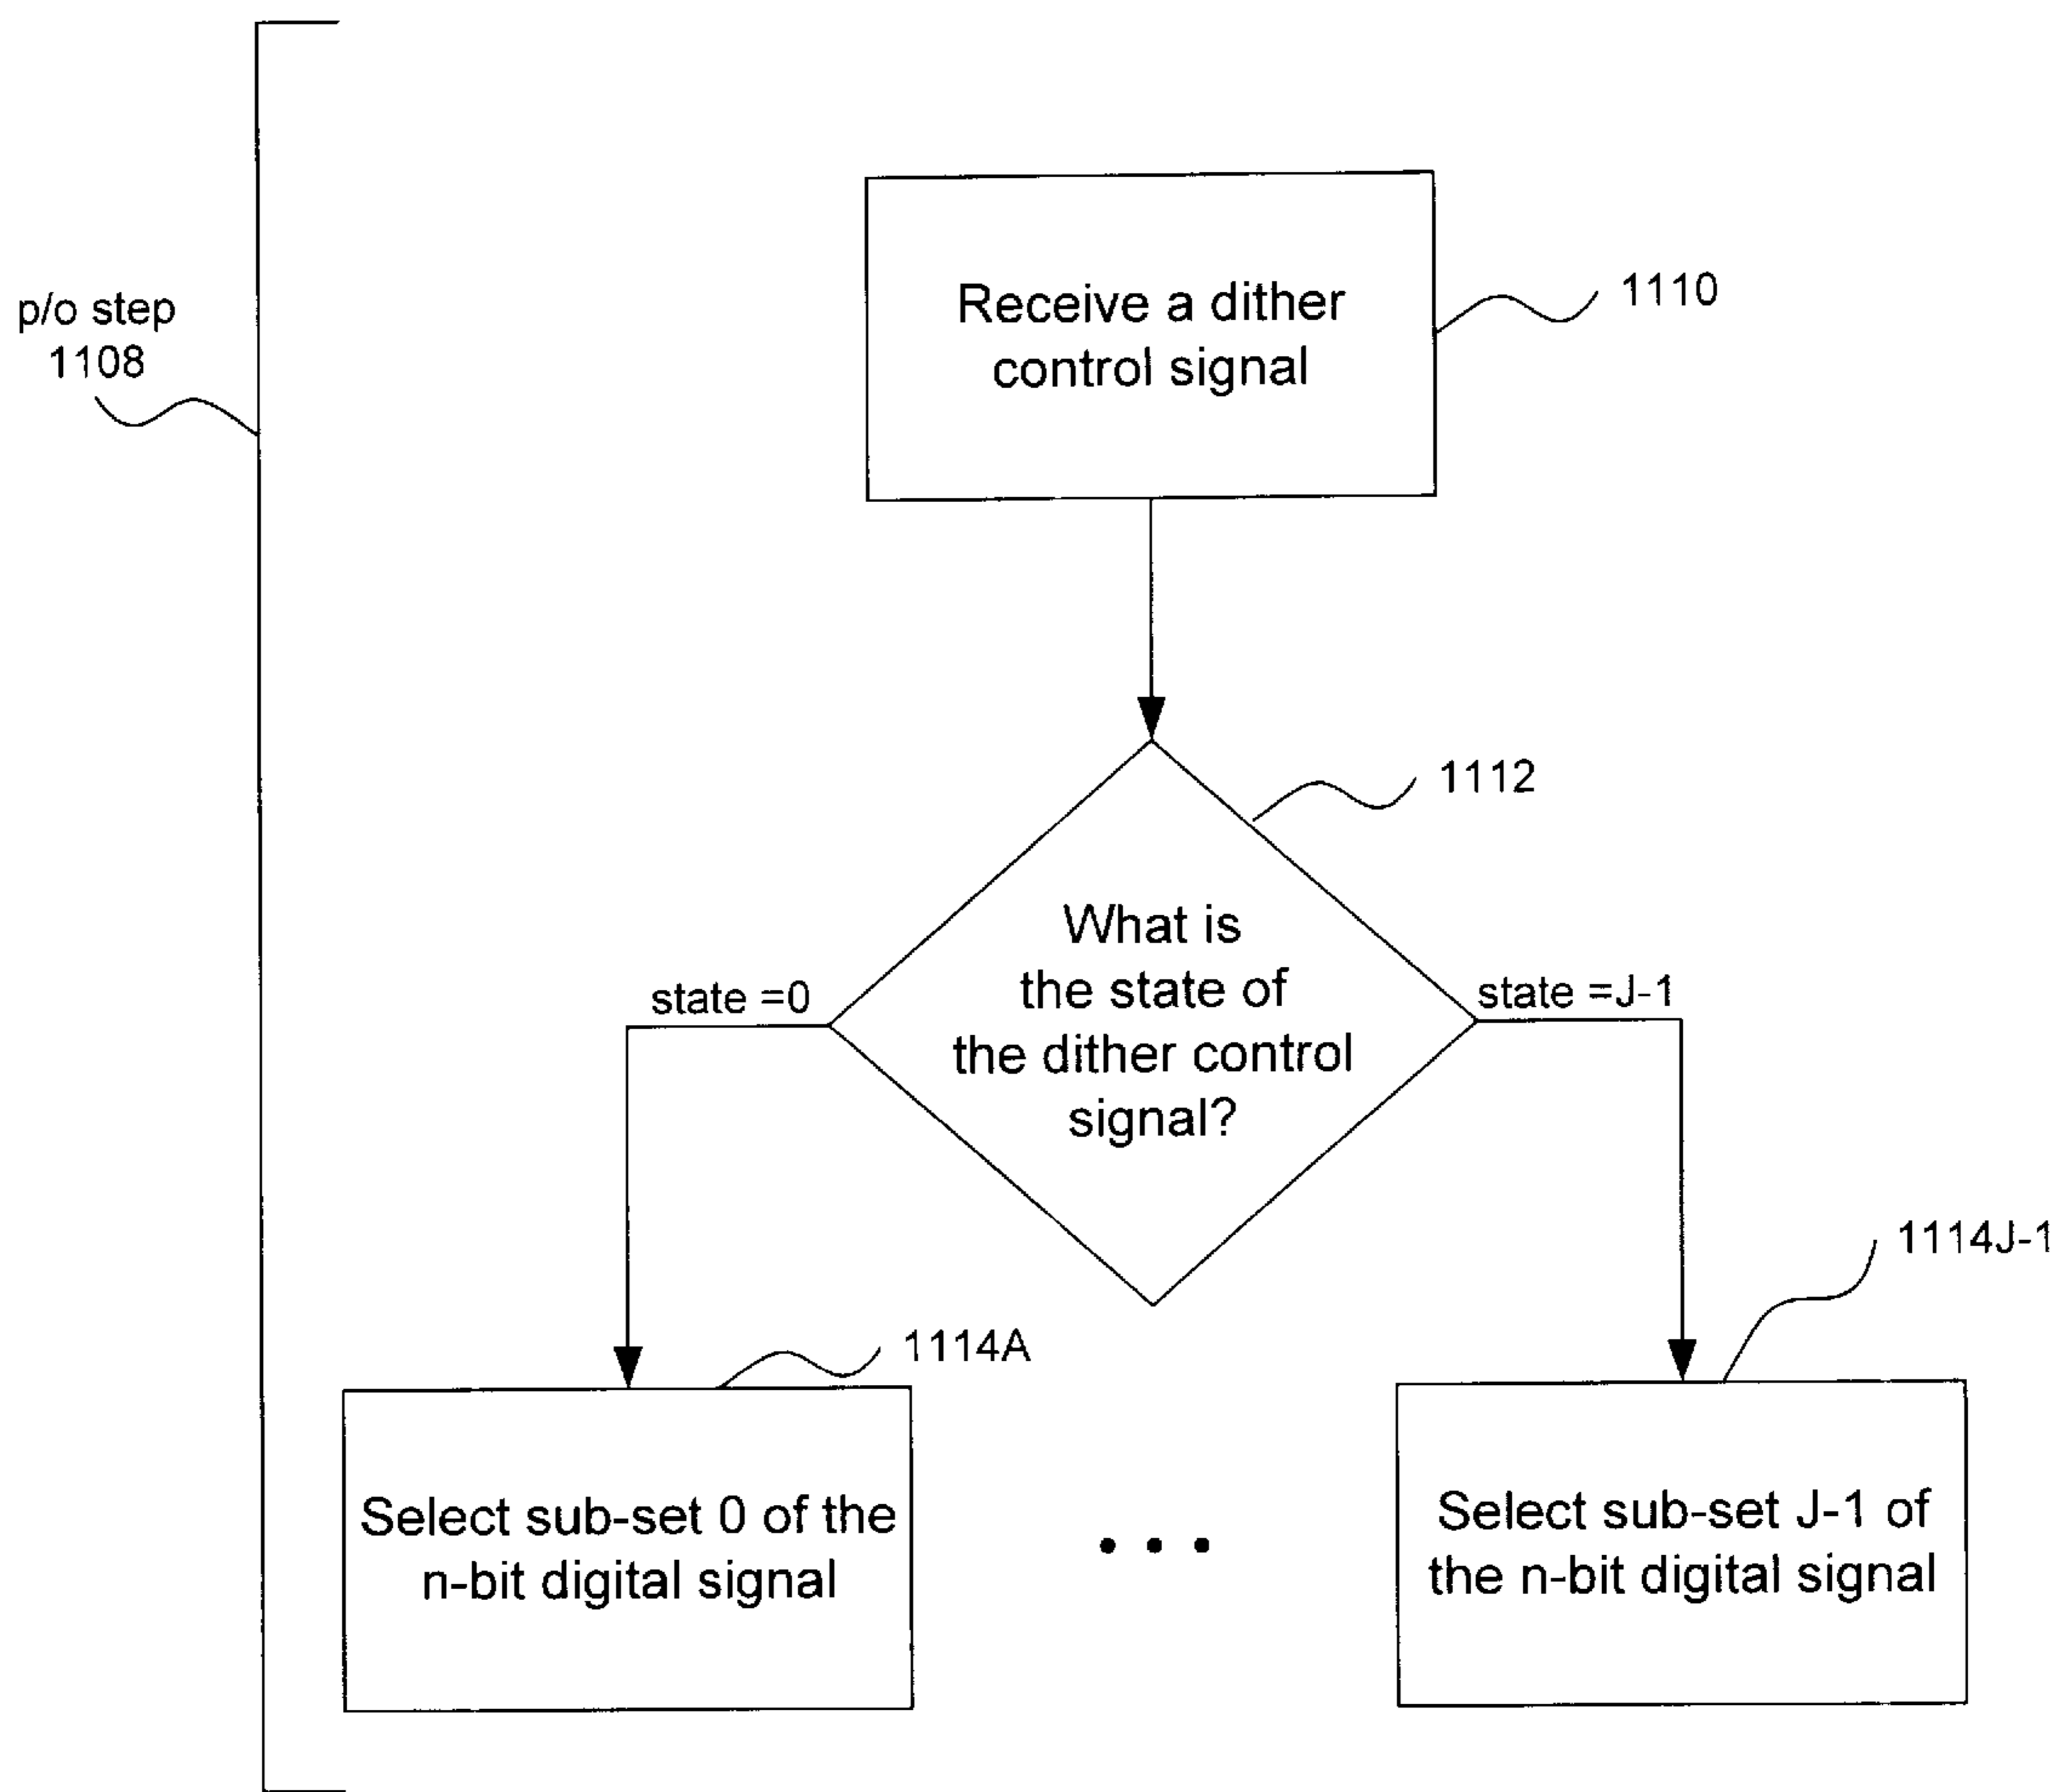 p/o step
1108
Receive a dither
control signal
1110
1112
What is
the state of
the dither control
signal?
state =0
state =J-1
1114A
1114J-1
Select sub-set 0 of the
n-bit digital signal
• • •
Select sub-set J-1 of
the n-bit digital signal